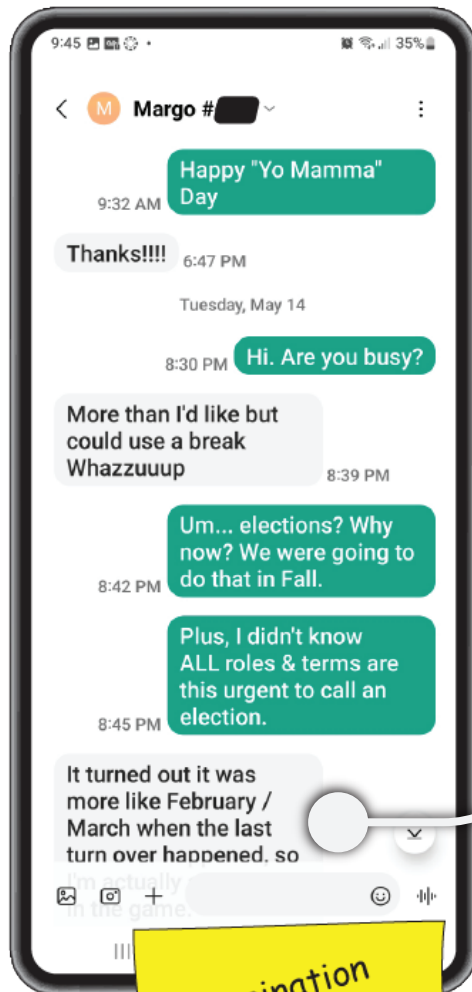 9:45
35%
M Margo #
Happy "Yo Mamma"
Day
9:32 AM
Thanks!!!!
6:47 PM
Tuesday, May 14
Hi. Are you busy?
8:30 PM
More than I'd like but
could use a break
Whazzuuup
8:39 PM
Um... elections? Why
now? We were going to
do that in Fall.
8:42 PM
Plus, I didn't know
ALL roles & terms are
this urgent to call an
election.
8:45 PM
It turned out it was
more like February /
March when the last
turn over happened, so
I'm actually
in the game.